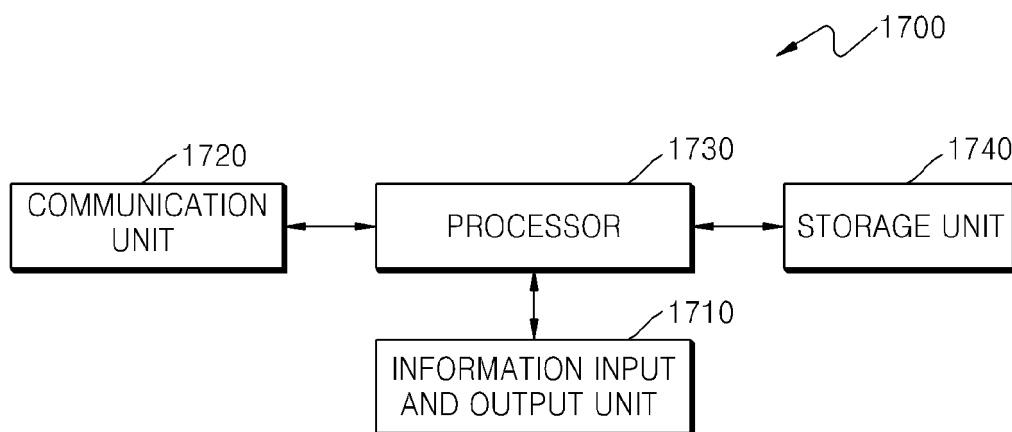 1700
1720
1730
1740
COMMUNICATION
UNIT
PROCESSOR
STORAGE UNIT
1710
INFORMATION INPUT
AND OUTPUT UNIT